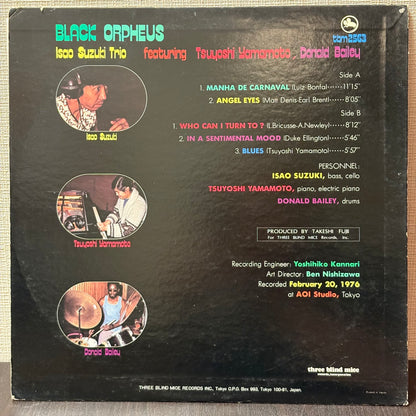 BLACK ORPHEUS
Isao Suzuki Trio featuring Tsuyoshi Yamamoto Donald Bailey
tbm2563
Side A
1. MANHA DE CARNAVAL (Luiz Bonfa)······11'15"
2. ANGEL EYES (Matt Denis-Earl Brent)······8'05"
Side B
1. WHO CAN I TURN TO? (L.Bricusse-A.Newley)······8'12"
2. IN A SENTIMENTAL MOOD (Duke Ellington)······5'46"
3. BLUES (Tsuyoshi Yamamoto)······5'57"
Isao Suzuki
PERSONNEL:
ISAO SUZUKI, bass, cello
TSUYOSHI YAMAMOTO, piano, electric piano
DONALD BAILEY, drums
Tsuyoshi Yamamoto
PRODUCED BY TAKESHI FUJII
For THREE BLIND MICE Records, Inc.
Recording Engineer: Yoshihiko Kannari
Art Director: Ben Nishizawa
Recorded February 20, 1976
at AOI Studio, Tokyo
Donald Bailey
three blind mice
THREE BLIND MICE RECORDS INC, Tokyo C.P.O. Box 993, Tokyo 100-91, Japan.